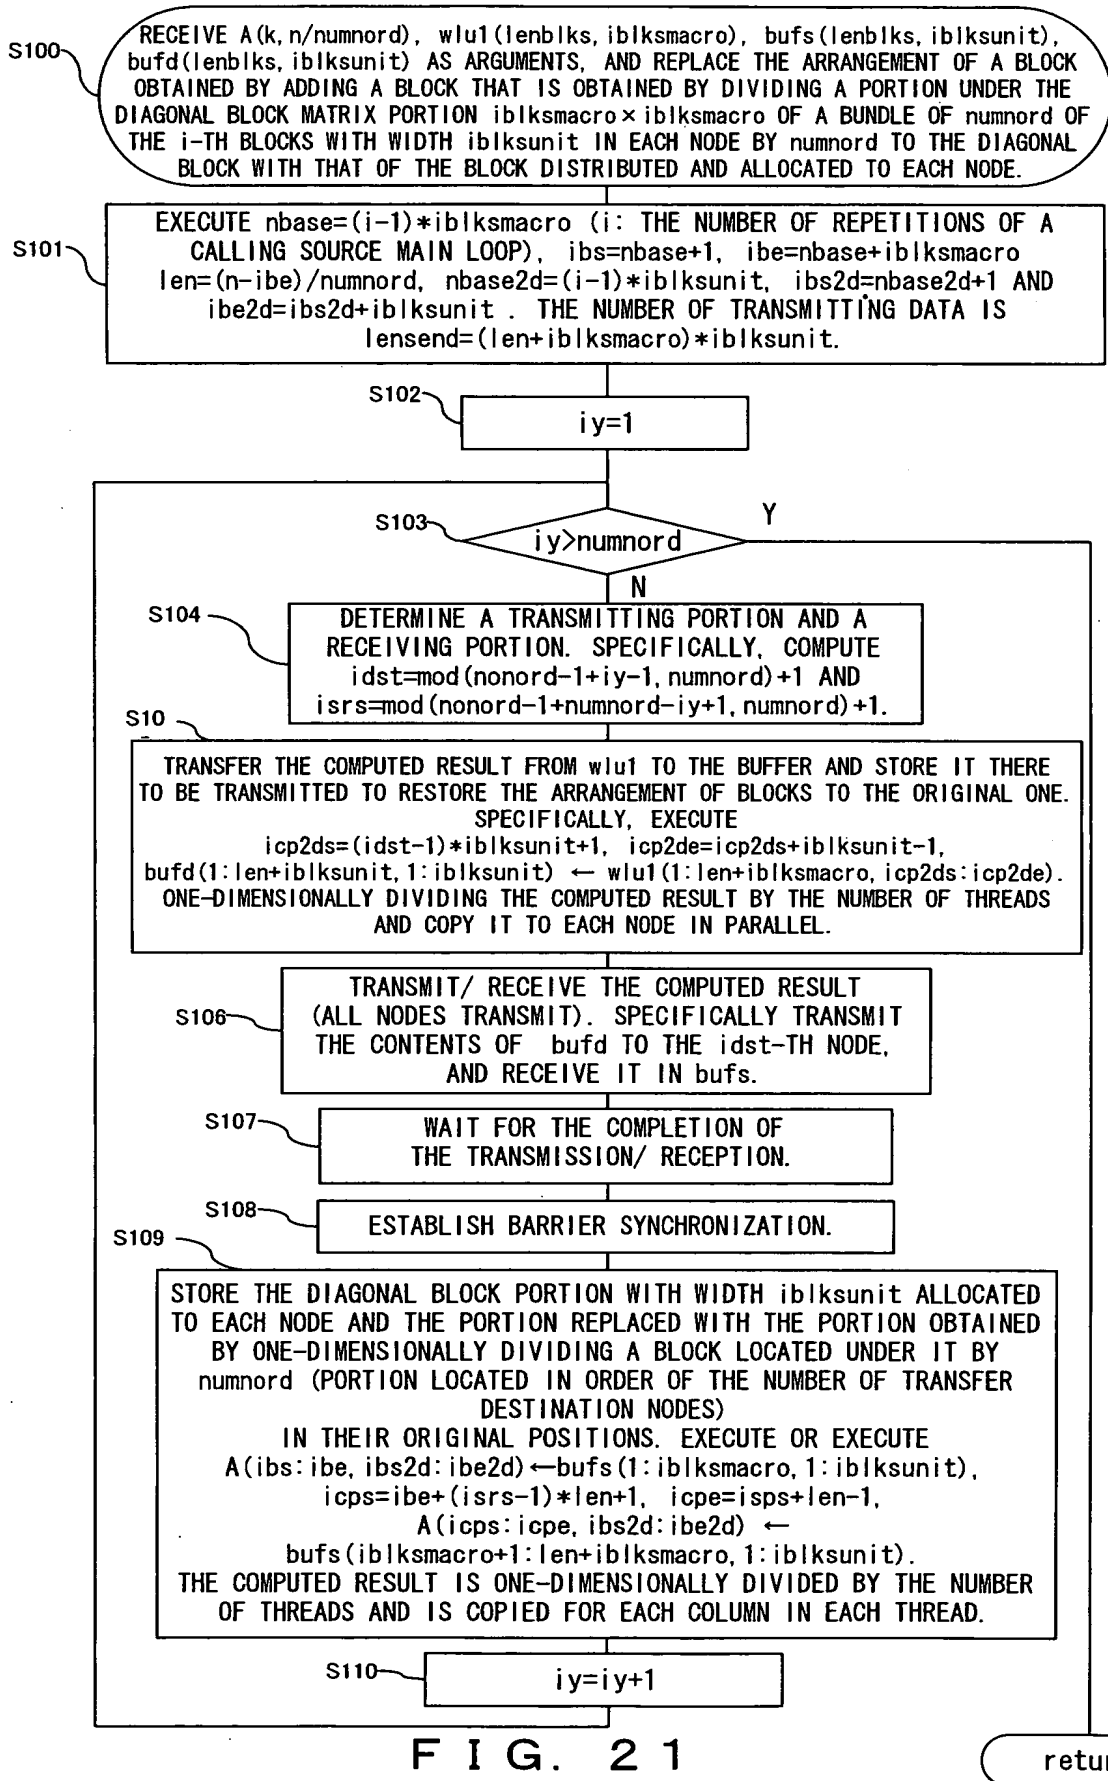 S100
RECEIVE A(k, n/numnord), wlu1(lenblks, iblksmacro), bufs(lenblks, iblksunit),
bufd(lenblks, iblksunit) AS ARGUMENTS, AND REPLACE THE ARRANGEMENT OF A BLOCK
OBTAINED BY ADDING A BLOCK THAT IS OBTAINED BY DIVIDING A PORTION UNDER THE
DIAGONAL BLOCK MATRIX PORTION iblksmacro×iblksmacro OF A BUNDLE OF numnord OF
THE i-TH BLOCKS WITH WIDTH iblksunit IN EACH NODE BY numnord TO THE DIAGONAL
BLOCK WITH THAT OF THE BLOCK DISTRIBUTED AND ALLOCATED TO EACH NODE.
S101
EXECUTE nbase=(i-1)*iblksmacro (i: THE NUMBER OF REPETITIONS OF A
CALLING SOURCE MAIN LOOP), ibs=nbase+1, ibe=nbase+iblksmacro
len=(n-ibe)/numnord, nbase2d=(i-1)*iblksunit, ibs2d=nbase2d+1 AND
ibe2d=ibs2d+iblksunit . THE NUMBER OF TRANSMITTING DATA IS
lensend=(len+iblksmacro)*iblksunit.
S102
iy=1
S103
iy>numnord
Y
N
S104
DETERMINE A TRANSMITTING PORTION AND A
RECEIVING PORTION. SPECIFICALLY, COMPUTE
idst=mod(nonord-1+iy-1, numnord)+1 AND
isrs=mod(nonord-1+numnord-iy+1, numnord)+1.
S10
TRANSFER THE COMPUTED RESULT FROM wlu1 TO THE BUFFER AND STORE IT THERE
TO BE TRANSMITTED TO RESTORE THE ARRANGEMENT OF BLOCKS TO THE ORIGINAL ONE.
SPECIFICALLY, EXECUTE
icp2ds=(idst-1)*iblksunit+1, icp2de=icp2ds+iblksunit-1,
bufd(1:len+iblksunit, 1:iblksunit) ← wlu1(1:len+iblksmacro, icp2ds:icp2de).
ONE-DIMENSIONALLY DIVIDING THE COMPUTED RESULT BY THE NUMBER OF THREADS
AND COPY IT TO EACH NODE IN PARALLEL.
S106
TRANSMIT/ RECEIVE THE COMPUTED RESULT
(ALL NODES TRANSMIT). SPECIFICALLY TRANSMIT
THE CONTENTS OF bufd TO THE idst-TH NODE,
AND RECEIVE IT IN bufs.
S107
WAIT FOR THE COMPLETION OF
THE TRANSMISSION/ RECEPTION.
S108
ESTABLISH BARRIER SYNCHRONIZATION.
S109
STORE THE DIAGONAL BLOCK PORTION WITH WIDTH iblksunit ALLOCATED
TO EACH NODE AND THE PORTION REPLACED WITH THE PORTION OBTAINED
BY ONE-DIMENSIONALLY DIVIDING A BLOCK LOCATED UNDER IT BY
numnord (PORTION LOCATED IN ORDER OF THE NUMBER OF TRANSFER
DESTINATION NODES)
IN THEIR ORIGINAL POSITIONS. EXECUTE OR EXECUTE
A(ibs:ibe, ibs2d:ibe2d)←bufs(1:iblksmacro, 1:iblksunit),
icps=ibe+(isrs-1)*len+1, icpe=isps+len-1,
A(icps:icpe, ibs2d:ibe2d) ←
bufs(iblksmacro+1:len+iblksmacro, 1:iblksunit).
THE COMPUTED RESULT IS ONE-DIMENSIONALLY DIVIDED BY THE NUMBER
OF THREADS AND IS COPIED FOR EACH COLUMN IN EACH THREAD.
S110
iy=iy+1
FIG. 21
retur